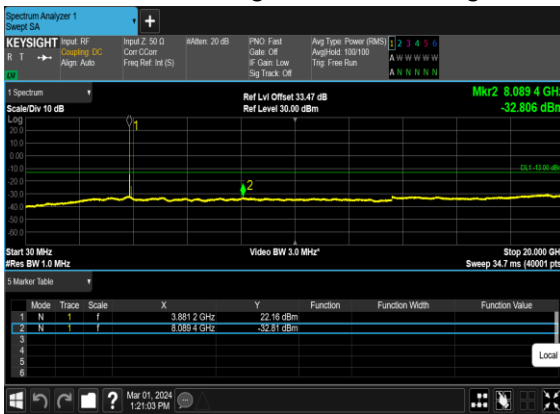 Spectrum Analyzer 1
Swept SA
KEYSIGHT Input: RF Input Z: 50 Ω #Atten: 20 dB PNO: Fast Avg Type: Power (RMS) 1 2 3 4 5 6
R T Coupling: DC Corr CCorr Gate: Off Avg|Hold: 100/100 A W W W W W
Align: Auto Freq Ref: Int (S) IF Gain: Low Trig: Free Run
Sig Track: Off A N N N N N
LV
1 Spectrum Ref Lvl Offset 33.47 dB Mkr2 8.089 4 GHz
Scale/Div 10 dB Ref Level 30.00 dBm -32.806 dBm
Log
20.0
10.0
0.00
-10.0
DL1 -13.00 dBm
-20.0
-30.0
-40.0
-50.0
-60.0
1
2
Start 30 MHz Video BW 3.0 MHz* Stop 20.000 GH
#Res BW 1.0 MHz Sweep 34.7 ms (40001 pts
5 Marker Table
Mode Trace Scale X Y Function Function Width Function Value
1 N 1 f 3.881 2 GHz 22.16 dBm
2 N 1 f 8.089 4 GHz -32.81 dBm
3
4
5
6
Local
? Mar 01, 2024
1:21:03 PM